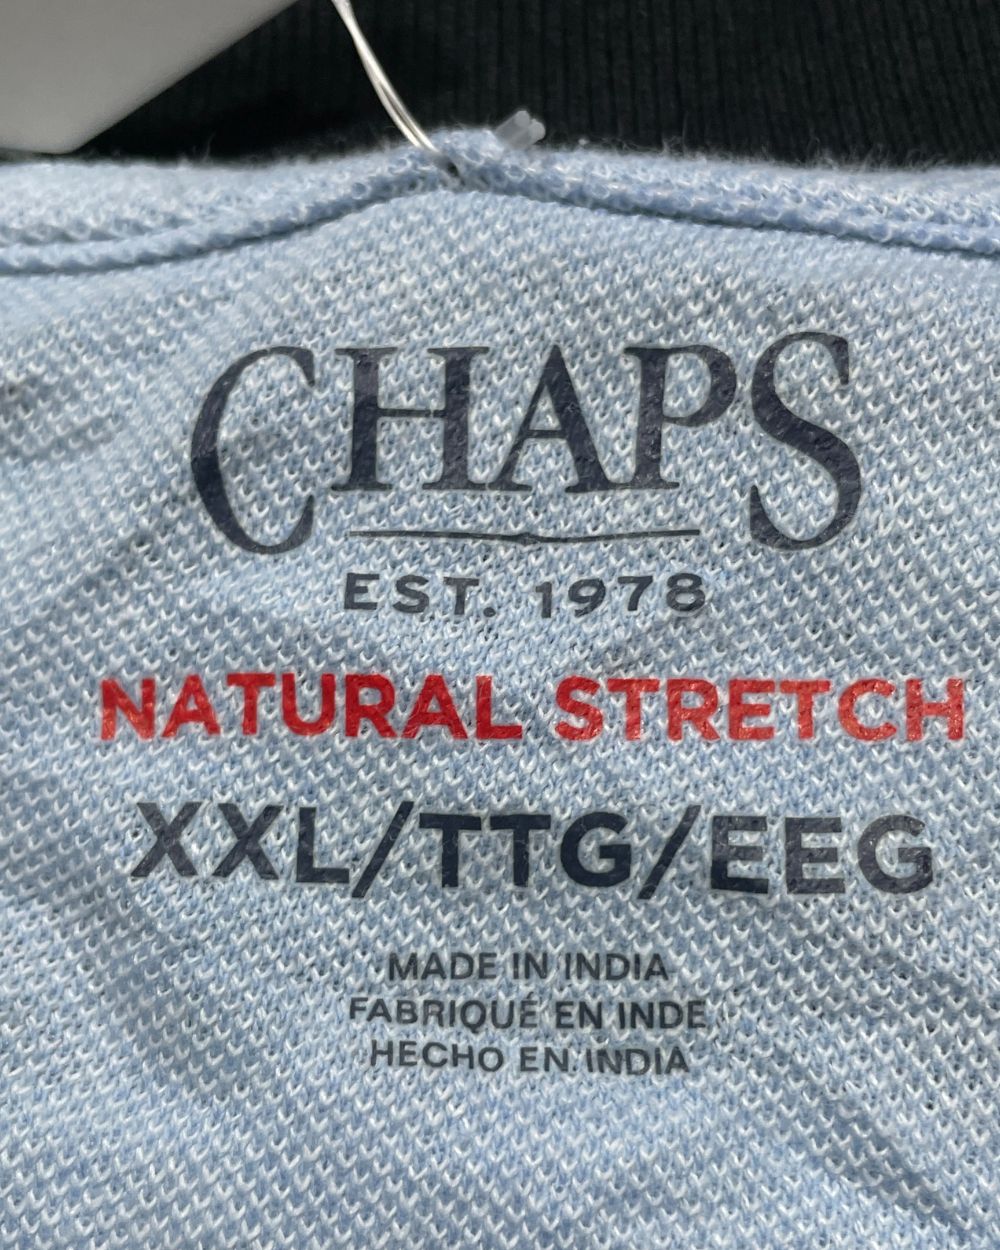 CHAPS
EST. 1978
NATURAL STRETCH
XXL/TTG/EEG
MADE IN INDIA
FABRIQUÉ EN INDE
HECHO EN INDIA